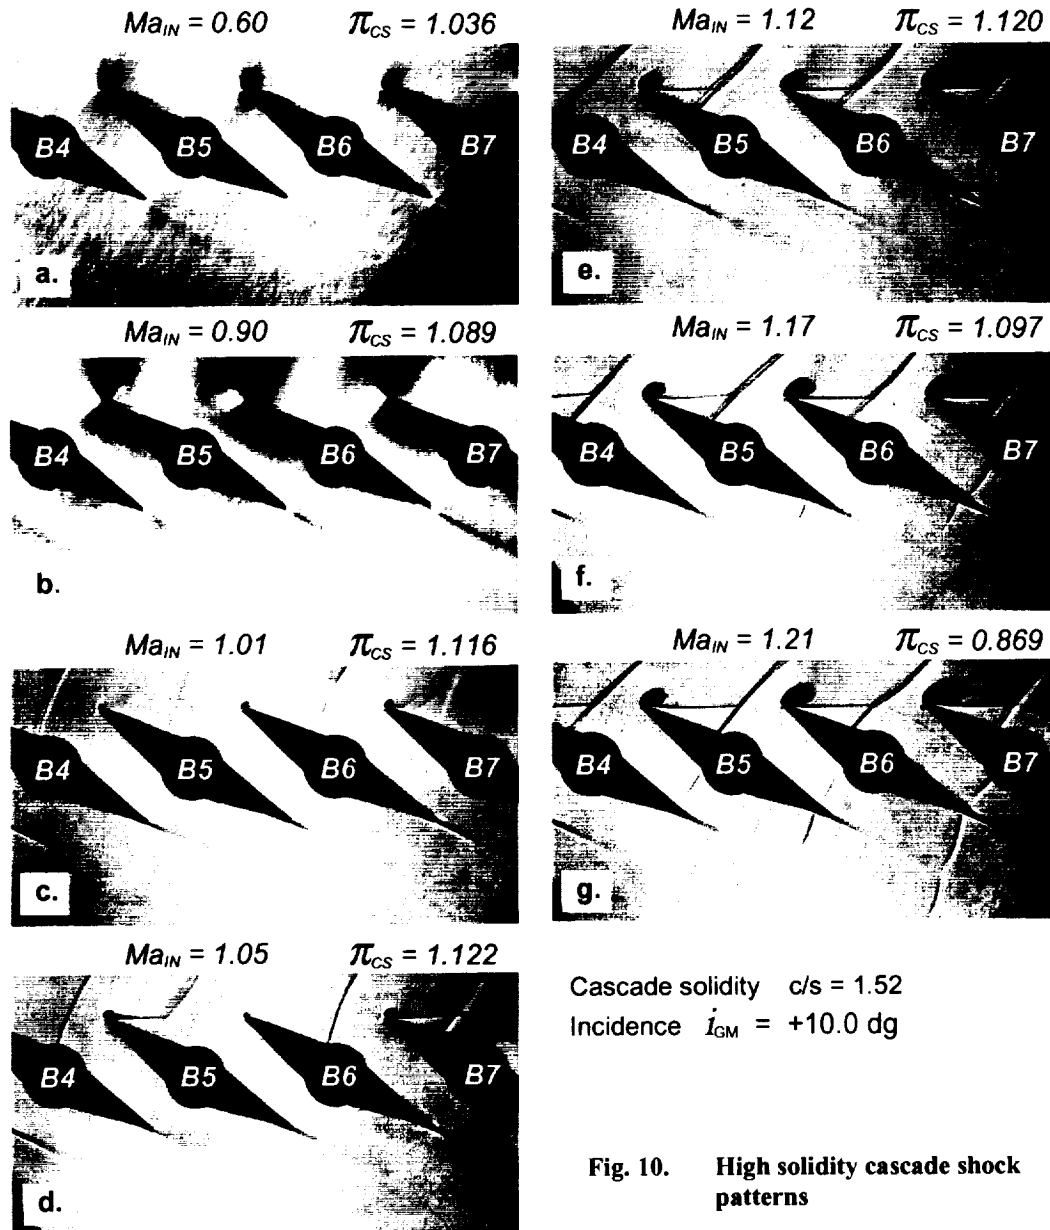 Ma_IN = 0.60 π_CS = 1.036
B4 B5 B6 B7
a.
Ma_IN = 0.90 π_CS = 1.089
B4 B5 B6 B7
b.
Ma_IN = 1.01 π_CS = 1.116
B4 B5 B6 B7
c.
Ma_IN = 1.05 π_CS = 1.122
B4 B5 B6 B7
d.
Ma_IN = 1.12 π_CS = 1.120
B4 B5 B6 B7
e.
Ma_IN = 1.17 π_CS = 1.097
B4 B5 B6 B7
f.
Ma_IN = 1.21 π_CS = 0.869
B4 B5 B6 B7
g.
Cascade solidity c/s = 1.52
Incidence i_GM = +10.0 dg
Fig. 10. High solidity cascade shock
patterns